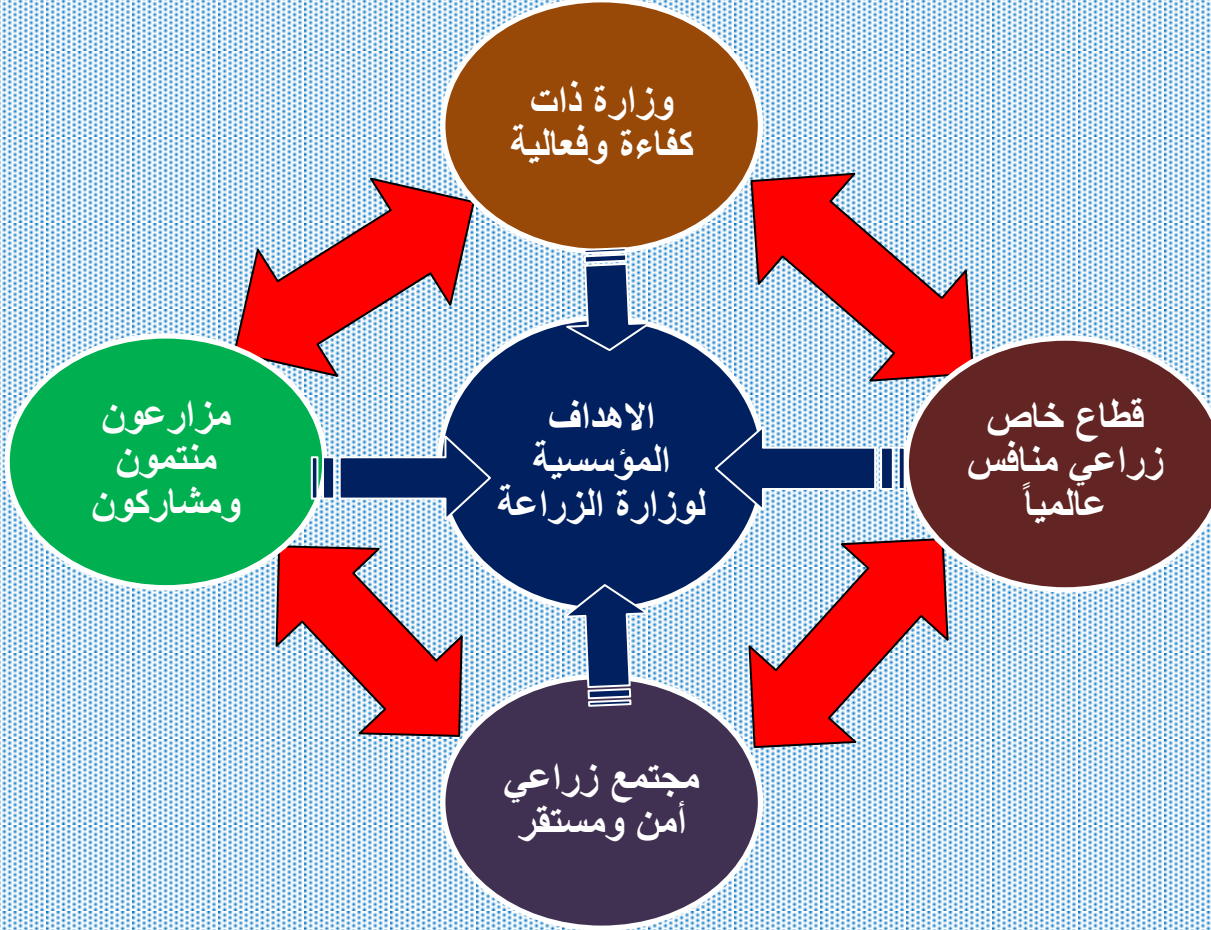 وزارة ذات
كفاءة وفعالية
قطاع خاص
زراعي منافس
عالمياً
الاهداف
المؤسسية
لوزارة الزراعة
مزارعون
منتمون
ومشاركون
مجتمع زراعي
أمن ومستقر